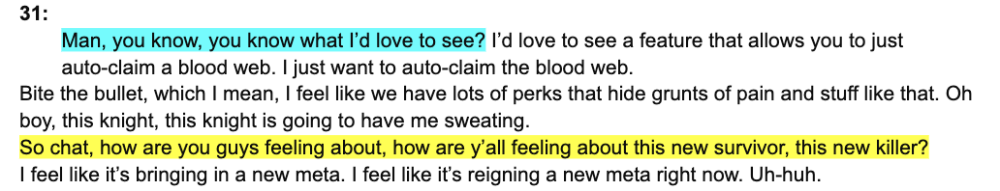 31:
Man, you know, you know what I’d love to see? I’d love to see a feature that allows you to just
auto-claim a blood web. I just want to auto-claim the blood web.
Bite the bullet, which I mean, I feel like we have lots of perks that hide grunts of pain and stuff like that. Oh
boy, this knight, this knight is going to have me sweating.
So chat, how are you guys feeling about, how are y’all feeling about this new survivor, this new killer?
I feel like it’s bringing in a new meta. I feel like it’s reigning a new meta right now. Uh-huh.